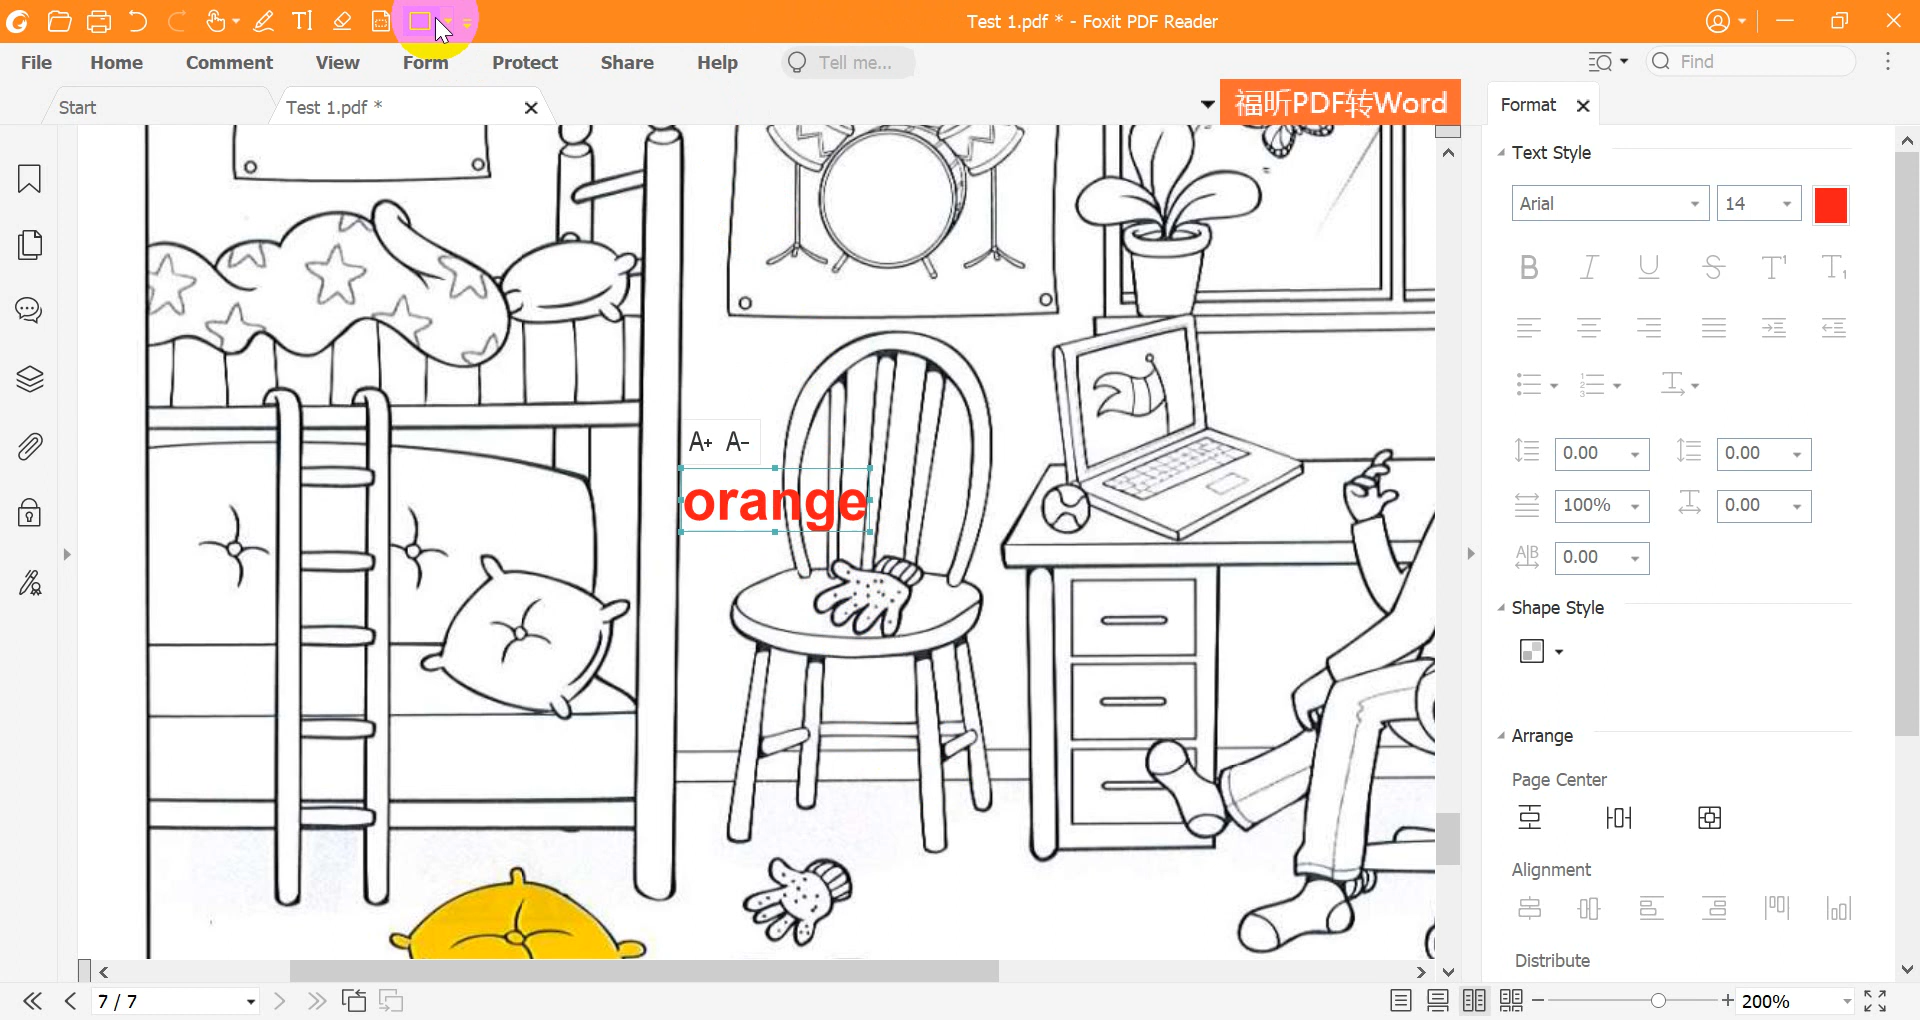 Test 1.pdf * - Foxit PDF Reader
File Home Comment View Form Protect Share Help Tell me... Find
Start Test 1.pdf * 福昕PDF转Word Format
Text Style
Arial 14
A+ A-
orange
0.00 0.00
100% 0.00
0.00
Shape Style
Arrange
Page Center
Alignment
Distribute
7 / 7 200%